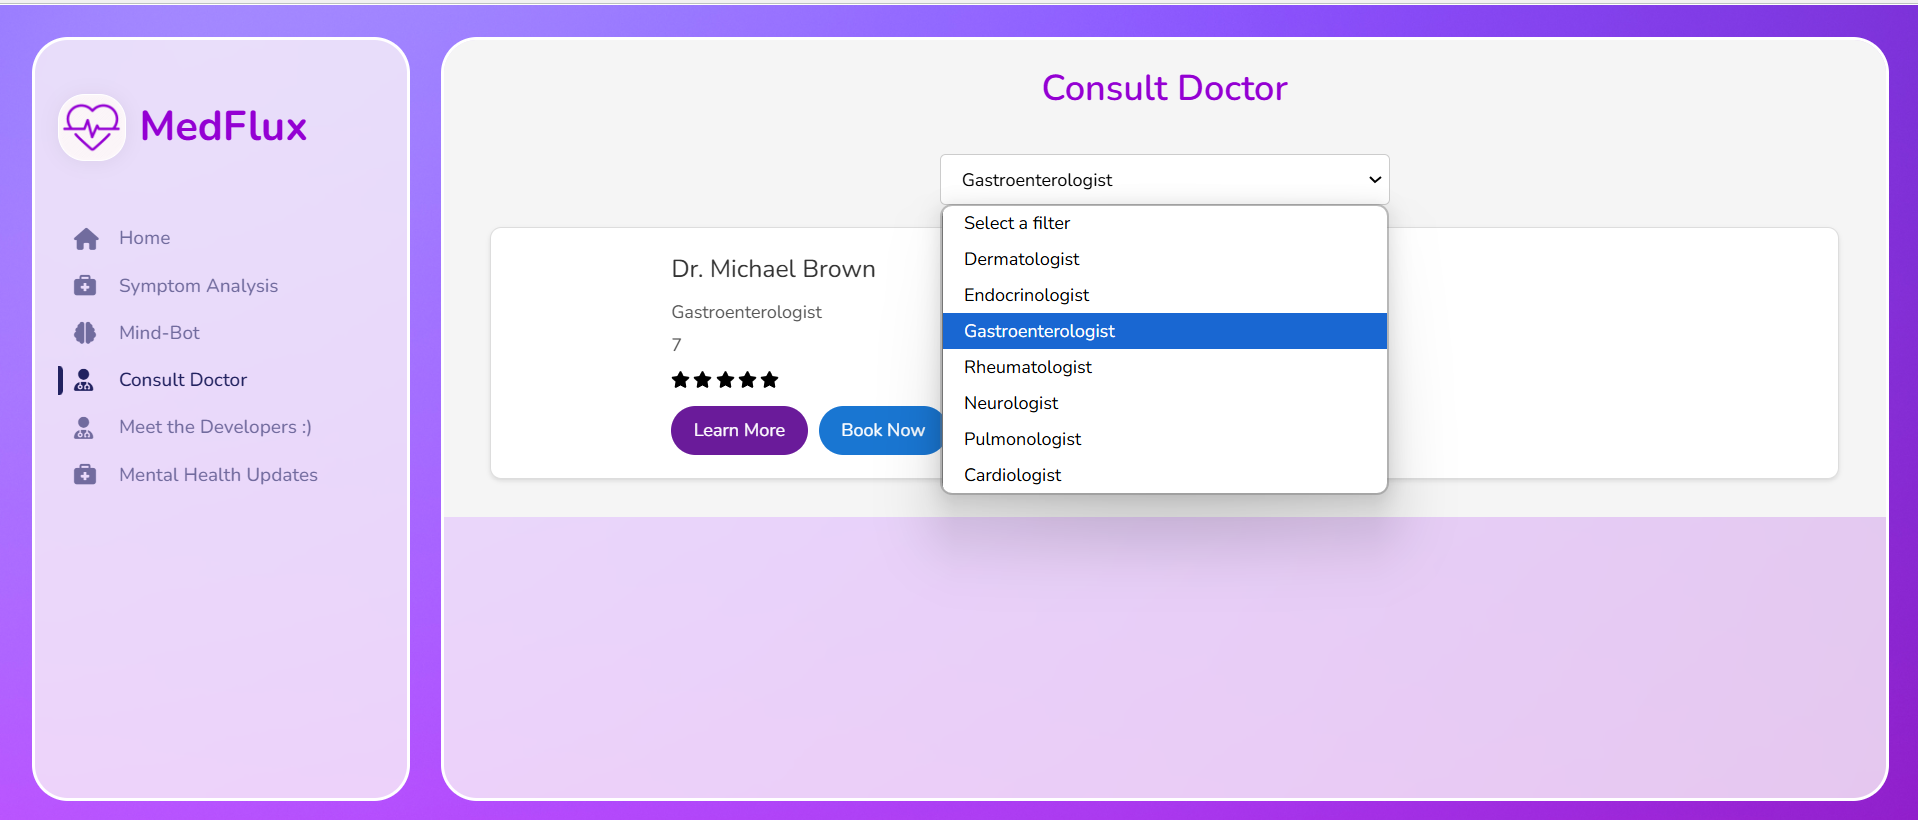 MedFlux
Home
Symptom Analysis
Mind-Bot
Consult Doctor
Meet the Developers :)
Mental Health Updates
Consult Doctor
Gastroenterologist
Select a filter
Dermatologist
Endocrinologist
Gastroenterologist
Rheumatologist
Neurologist
Pulmonologist
Cardiologist
Dr. Michael Brown
Gastroenterologist
7
Learn More
Book Now